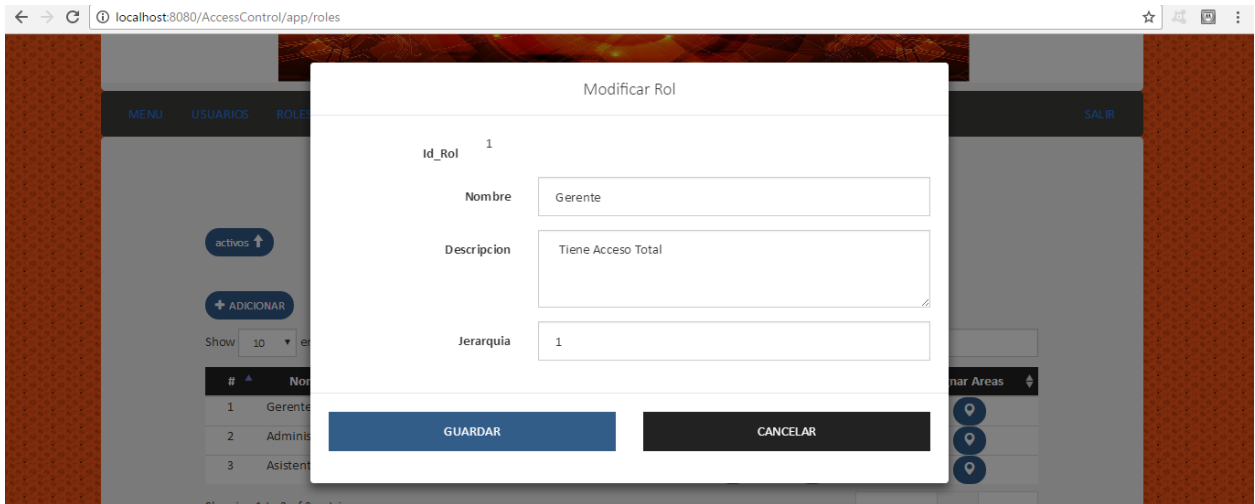 localhost:8080/AccessControl/app/roles
Modificar Rol
MENU USUARIOS ROLES SALIR
Id_Rol 1
Nombre Gerente
Descripcion Tiene Acceso Total
Jerarquia 1
activos
+ ADICIONAR
Show 10
#
1 Gerente
2
3
Areas
GUARDAR CANCELAR